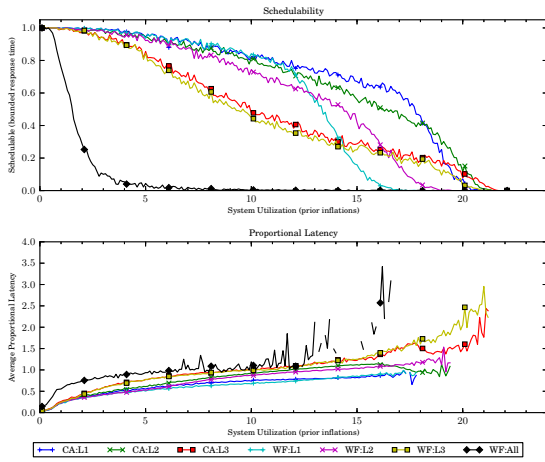 Schedulability
1.0
0.8
0.6
0.4
0.2
0.0
Schedulable (bounded response time)
0 5 10 15 20
System Utilization (prior inflations)
Proportional Latency
4.0
3.5
3.0
2.5
2.0
1.5
1.0
0.5
0.0
Average Proportional Latency
0 5 10 15 20
System Utilization (prior inflations)
CA:L1 CA:L2 CA:L3 WF:L1 WF:L2 WF:L3 WF:All